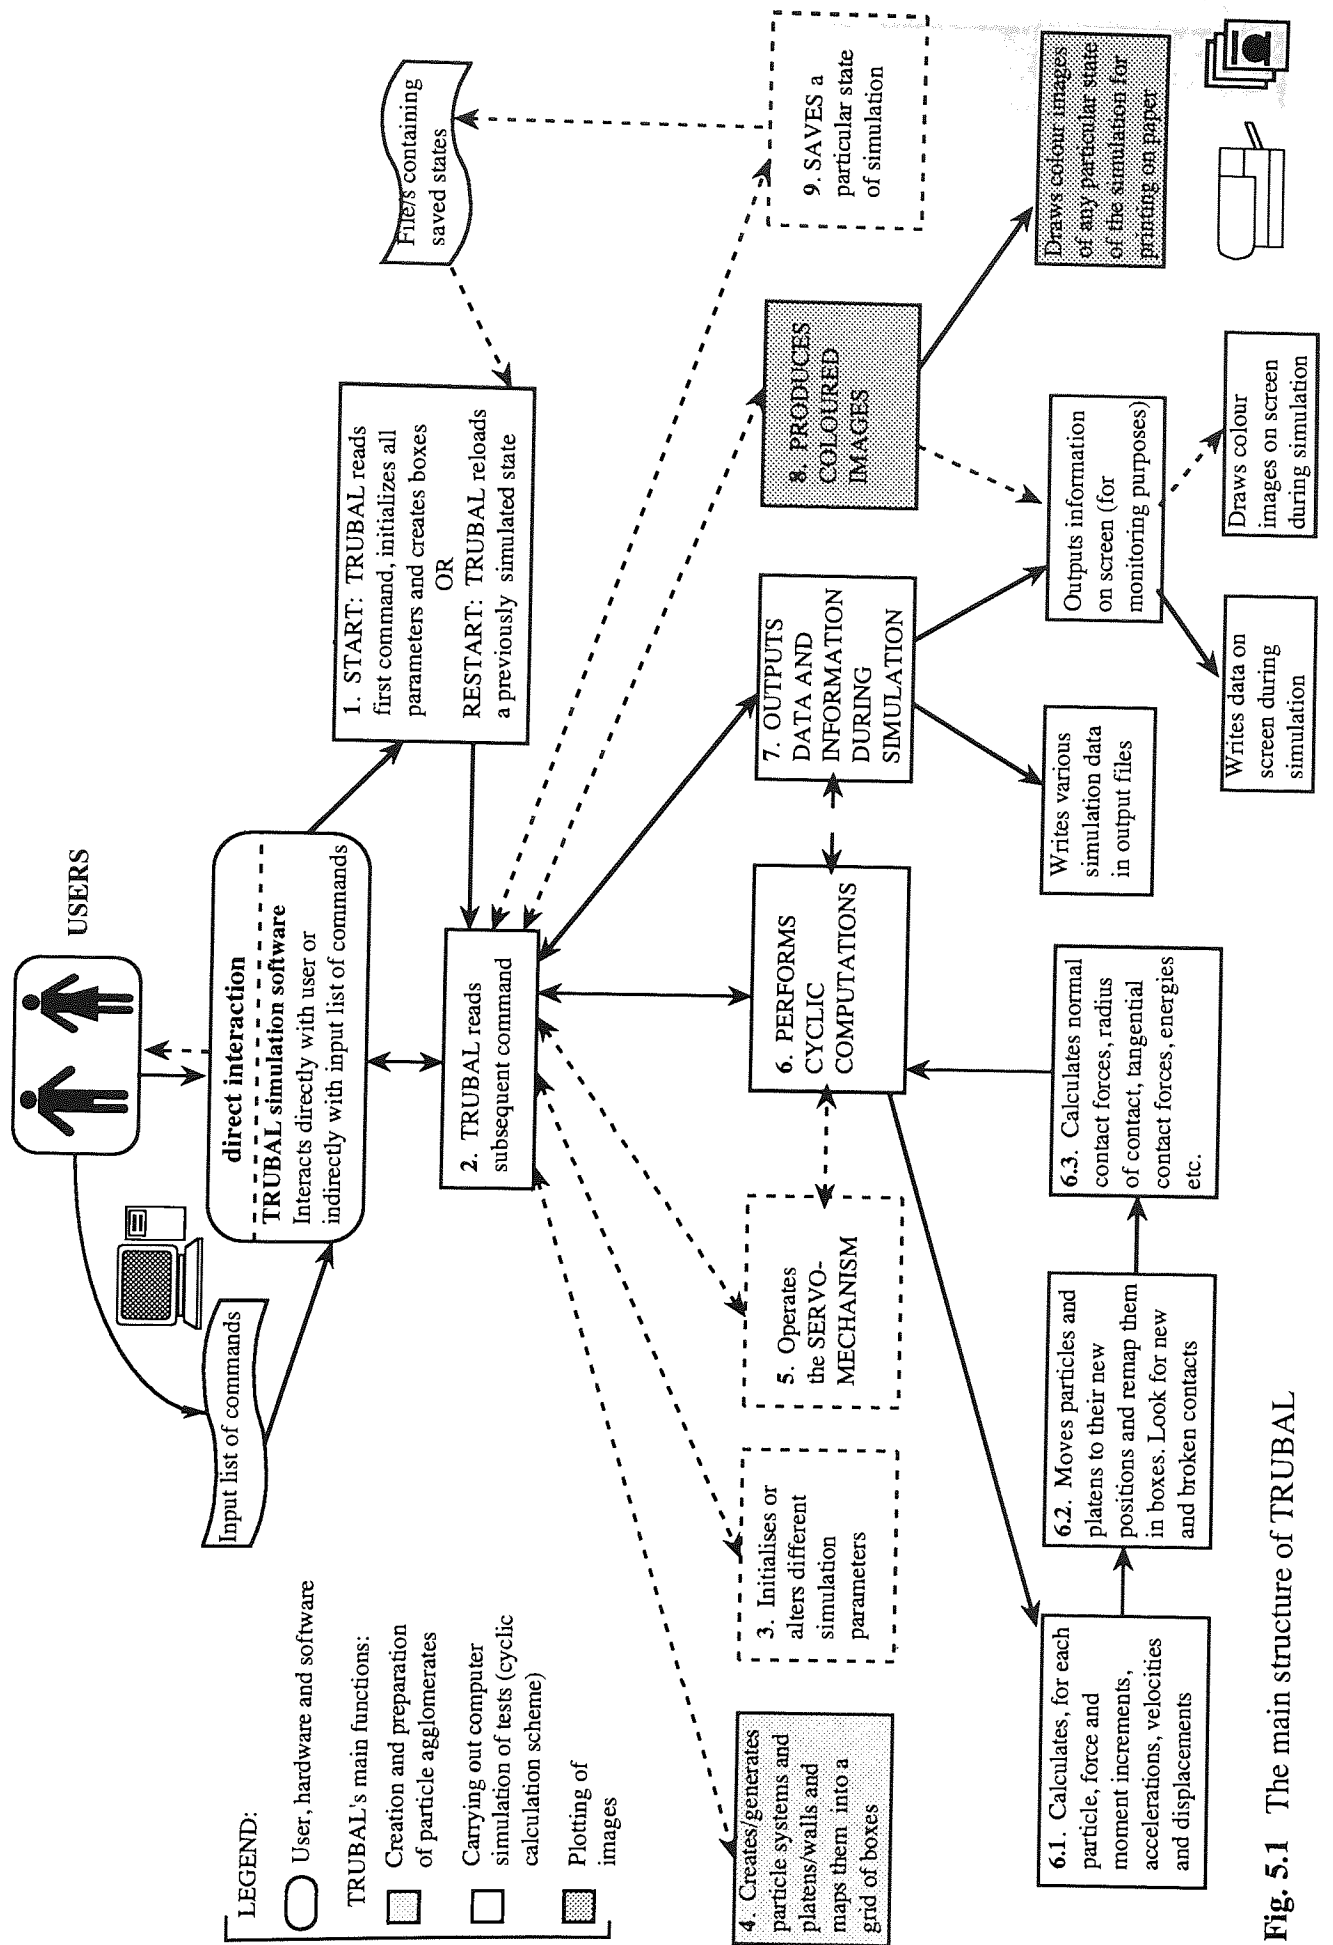 USERS
direct interaction
TRUBAL simulation software
Interacts directly with user or
indirectly with input list of commands
Input list of commands
File/s containing
saved states
1. START: TRUBAL reads
first command, initializes all
parameters and creates boxes
OR
RESTART: TRUBAL reloads
a previously simulated state
2. TRUBAL reads
subsequent command
LEGEND:
User, hardware and software
TRUBAL's main functions:
Creation and preparation
of particle agglomerates
Carrying out computer
simulation of tests (cyclic
calculation scheme)
Plotting of
images
4. Creates/generates
particle systems and
platens/walls and
maps them into a
grid of boxes
3. Initialises or
alters different
simulation
parameters
5. Operates
the SERVO-
MECHANISM
6. PERFORMS
CYCLIC
COMPUTATIONS
7. OUTPUTS
DATA AND
INFORMATION
DURING
SIMULATION
8. PRODUCES
COLOURED
IMAGES
9. SAVES a
particular state
of simulation
6.1. Calculates, for each
particle, force and
moment increments,
accelerations, velocities
and displacements
6.2. Moves particles and
platens to their new
positions and remap them
in boxes. Look for new
and broken contacts
6.3. Calculates normal
contact forces, radius
of contact, tangential
contact forces, energies
etc.
Writes various
simulation data
in output files
Outputs information
on screen (for
monitoring purposes)
Draws colour images
of any particular state
of the simulation for
printing on paper
Writes data on
screen during
simulation
Draws colour
images on screen
during simulation
Fig. 5.1 The main structure of TRUBAL